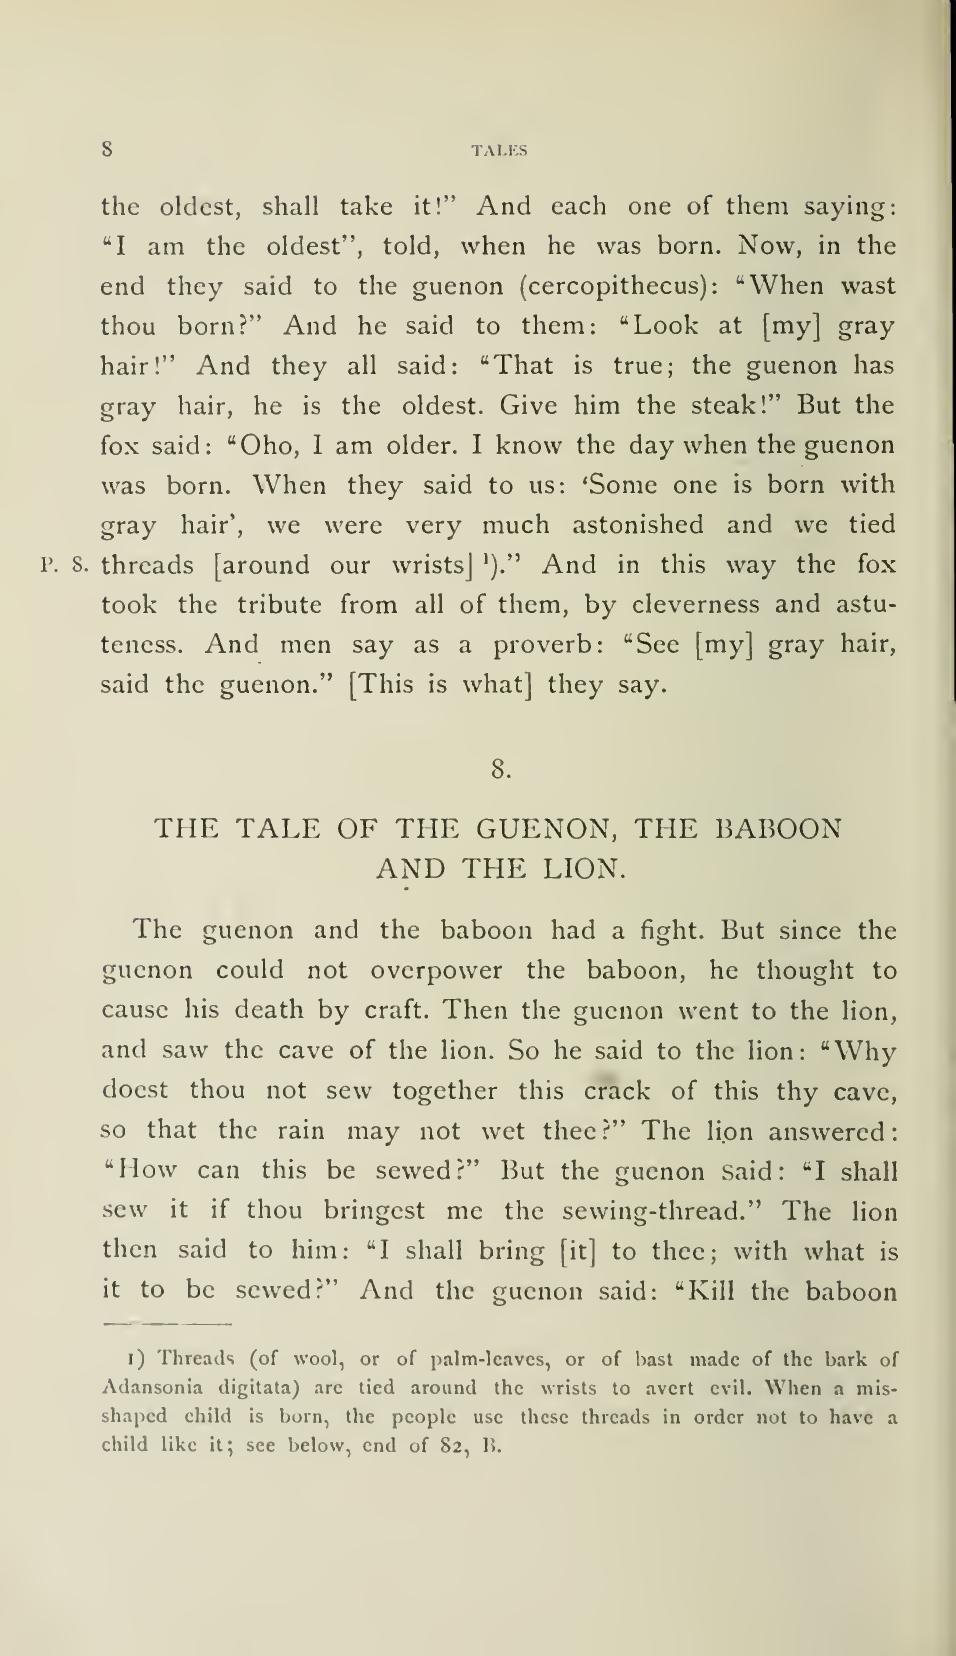 8 TALES
the oldest, shall take it!” And each one of them saying:
“I am the oldest”, told, when he was born. Now, in the
end they said to the guenon (cercopithecus): “When wast
thou born?” And he said to them: “Look at [my] gray
hair!” And they all said: “That is true; the guenon has
gray hair, he is the oldest. Give him the steak!” But the
fox said: “Oho, I am older. I know the day when the guenon
was born. When they said to us: ‘Some one is born with
gray hair’, we were very much astonished and we tied
P. 8. threads [around our wrists] ¹).” And in this way the fox
took the tribute from all of them, by cleverness and astu-
teness. And men say as a proverb: “See [my] gray hair,
said the guenon.” [This is what] they say.
8.
THE TALE OF THE GUENON, THE BABOON
AND THE LION.
The guenon and the baboon had a fight. But since the
guenon could not overpower the baboon, he thought to
cause his death by craft. Then the guenon went to the lion,
and saw the cave of the lion. So he said to the lion: “Why
doest thou not sew together this crack of this thy cave,
so that the rain may not wet thee?” The lion answered:
“How can this be sewed?” But the guenon said: “I shall
sew it if thou bringest me the sewing-thread.” The lion
then said to him: “I shall bring [it] to thee; with what is
it to be sewed?” And the guenon said: “Kill the baboon
1) Threads (of wool, or of palm-leaves, or of bast made of the bark of
Adansonia digitata) are tied around the wrists to avert evil. When a mis-
shaped child is born, the people use these threads in order not to have a
child like it; see below, end of 82, B.